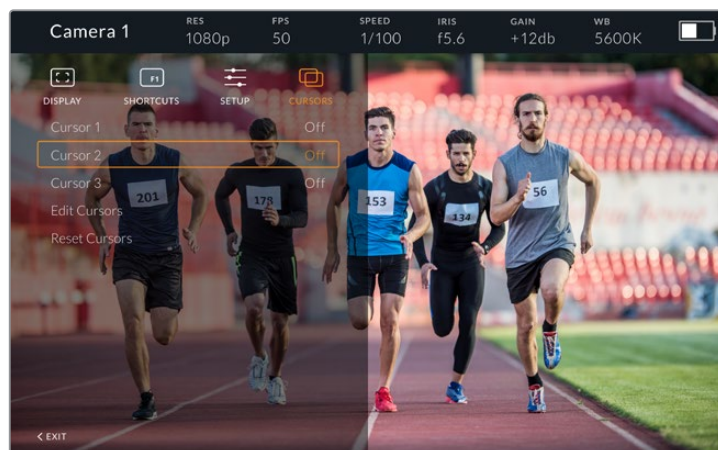 Camera 1
RES FPS SPEED IRIS GAIN WB
1080p 50 1/100 f5.6 +12db 5600K
F1
DISPLAY SHORTCUTS SETUP CURSORS
Cursor 1 Off
Cursor 2 Off
Cursor 3 Off
Edit Cursors
Reset Cursors
201 178 153 134 56
EXIT